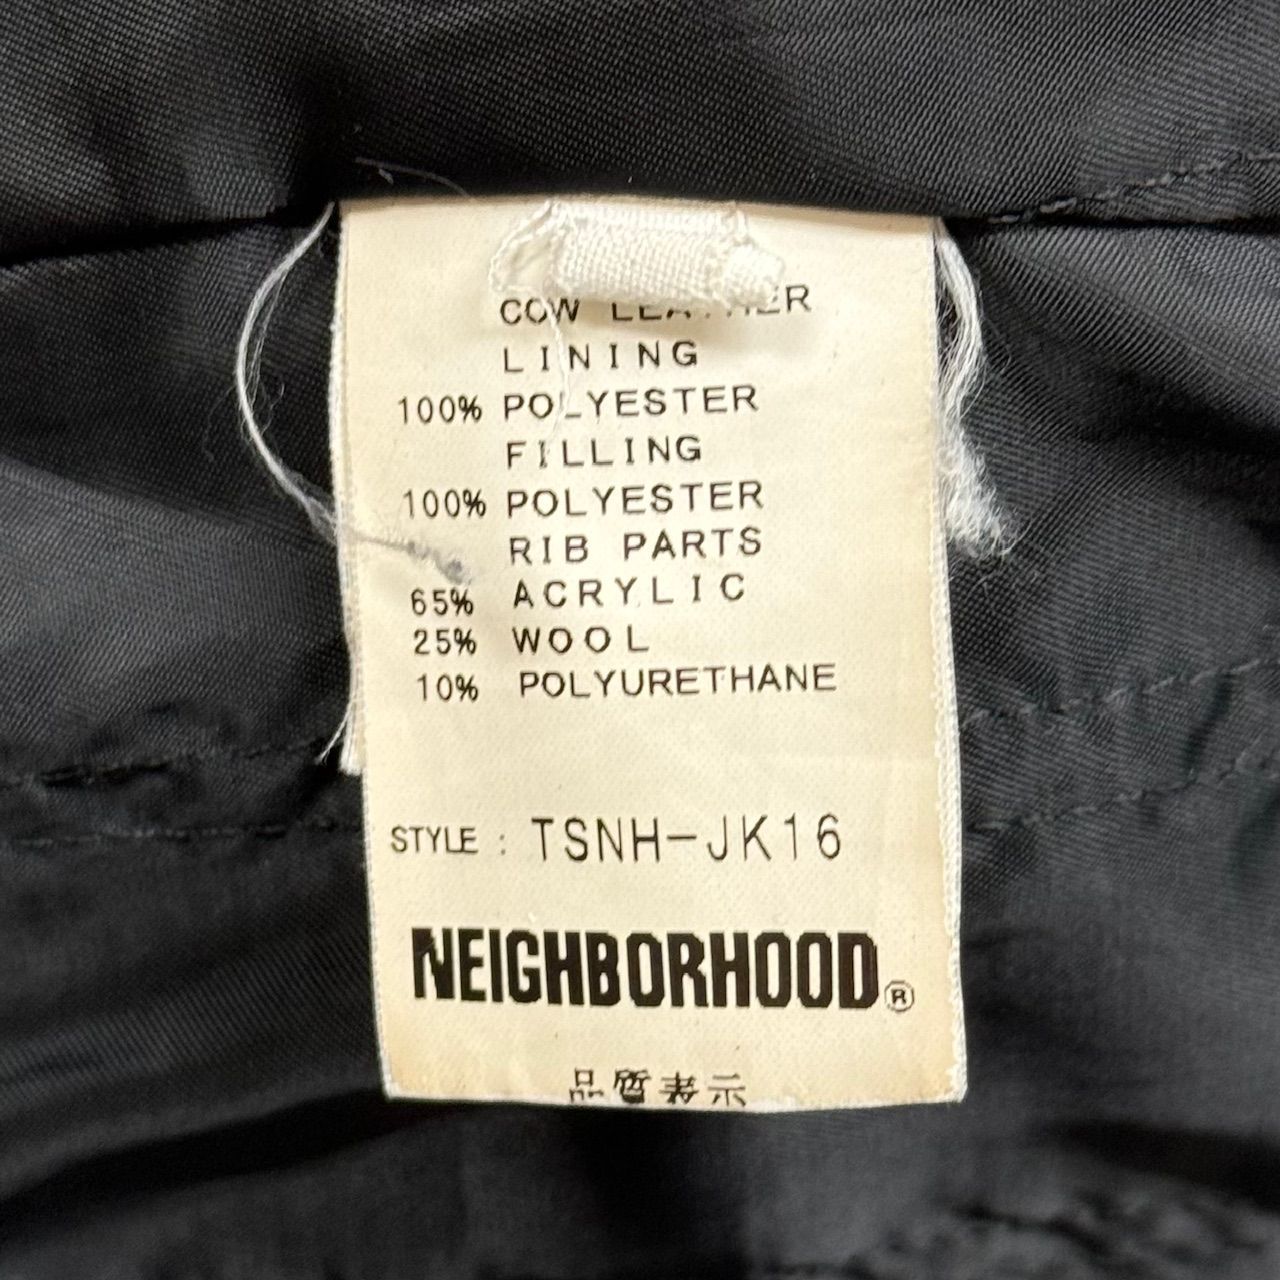 COW LEATHER
LINING
100% POLYESTER
FILLING
100% POLYESTER
RIB PARTS
65% ACRYLIC
25% WOOL
10% POLYURETHANE
STYLE : TSNH-JK16
NEIGHBORHOOD®
品質表示